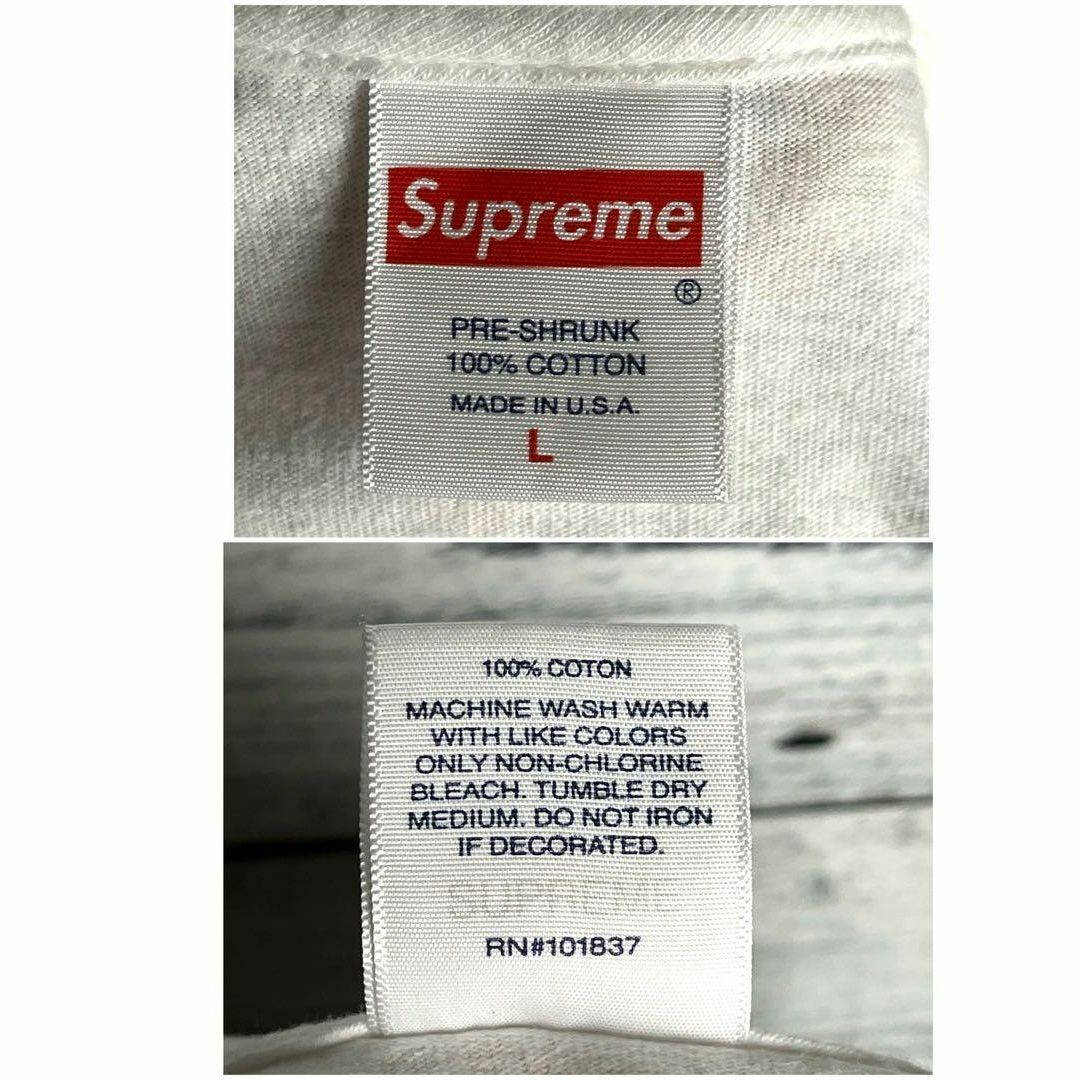 Supreme
®
PRE-SHRUNK
100% COTTON
MADE IN U.S.A.
L
100% COTON
MACHINE WASH WARM
WITH LIKE COLORS
ONLY NON-CHLORINE
BLEACH. TUMBLE DRY
MEDIUM. DO NOT IRON
IF DECORATED.
RN#101837